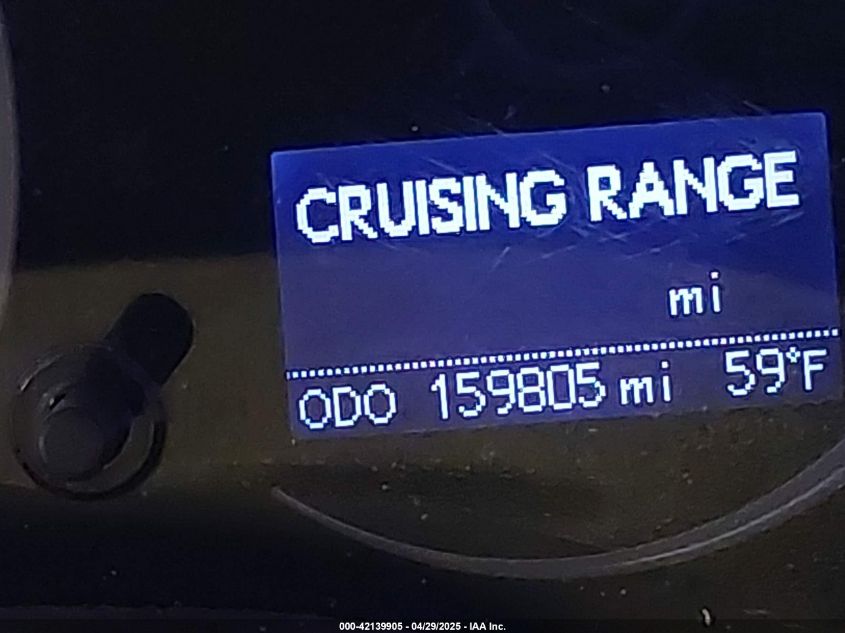 CRUISING RANGE
mi
ODO 159805 mi 59°F
000-42139905 - 04/29/2025 - IAA Inc.